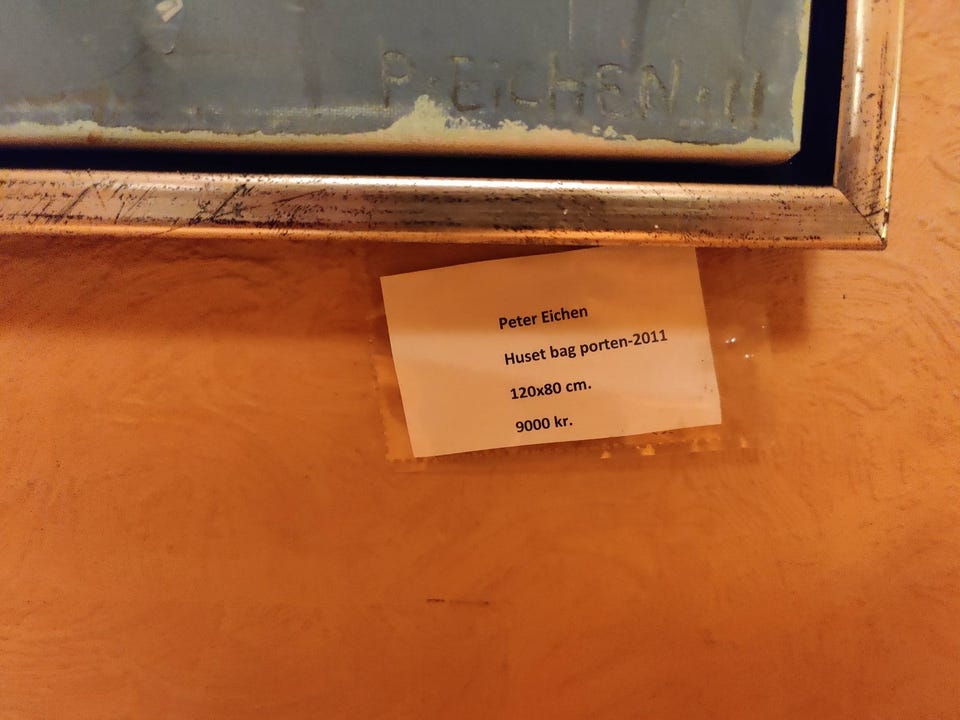 P. EiCHEN . 11
Peter Eichen
Huset bag porten-2011
120x80 cm.
9000 kr.